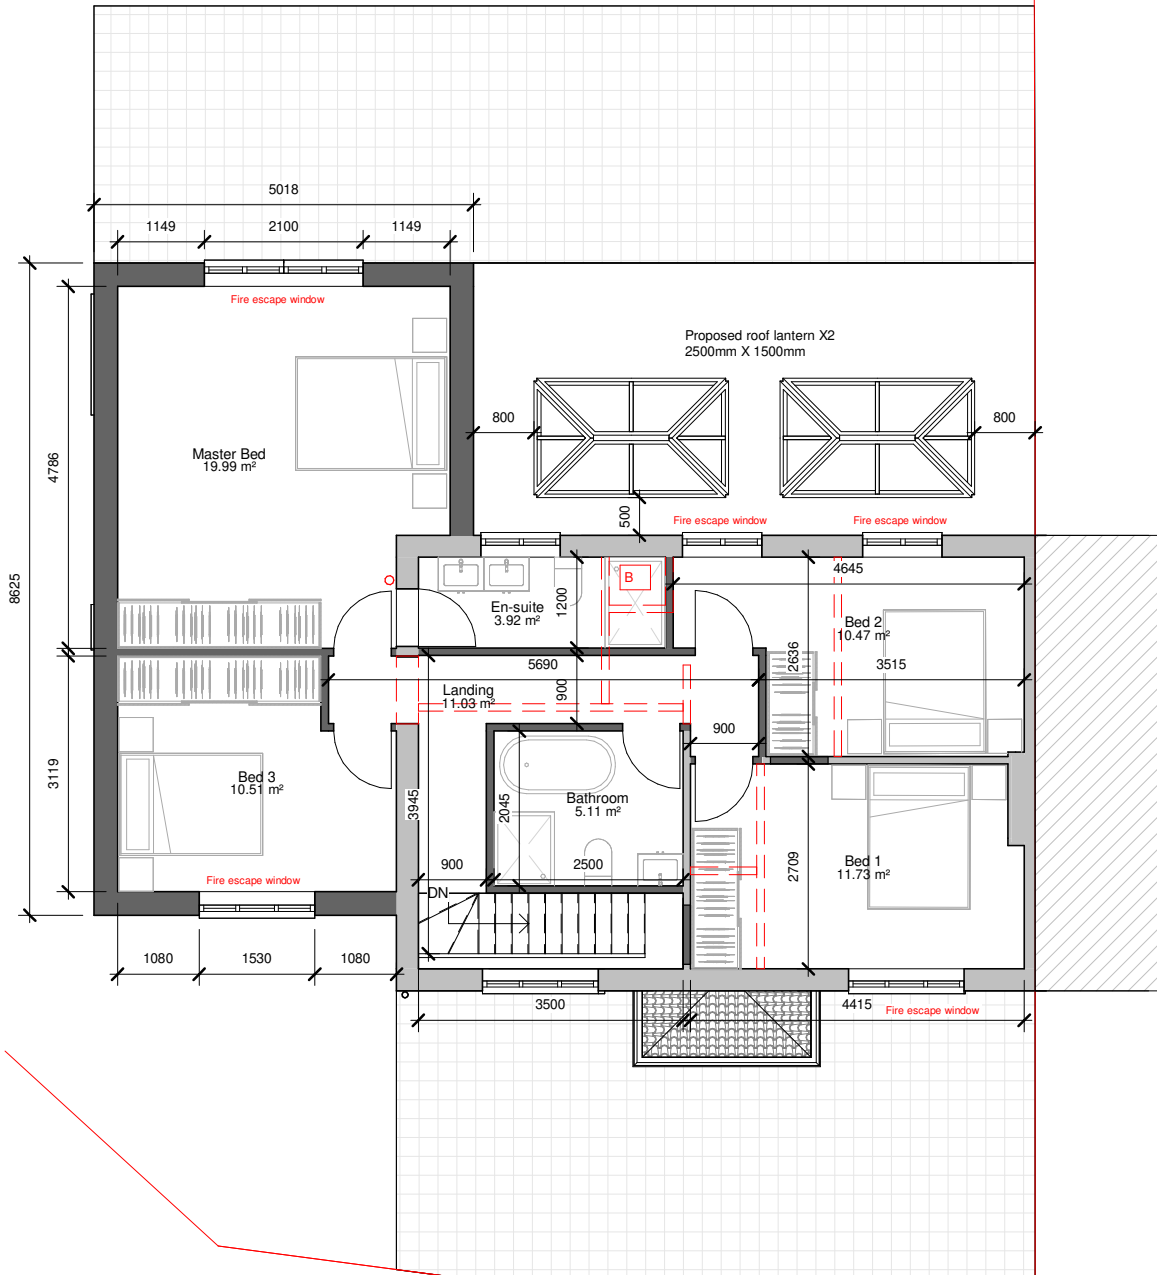 5018
1149
2100
1149
Fire escape window
Proposed roof lantern X2
2500mm X 1500mm
800
800
Master Bed
19.99 m²
4786
500
Fire escape window
Fire escape window
8625
B
4645
En-suite
3.92 m²
1200
Bed 2
10.47 m²
2636
5690
3515
Landing
11.03 m²
900
900
3119
Bed 3
10.51 m²
3945
2045
Bathroom
5.11 m²
900
2500
2709
Bed 1
11.73 m²
Fire escape window
DN
1080
1530
1080
3500
4415
Fire escape window